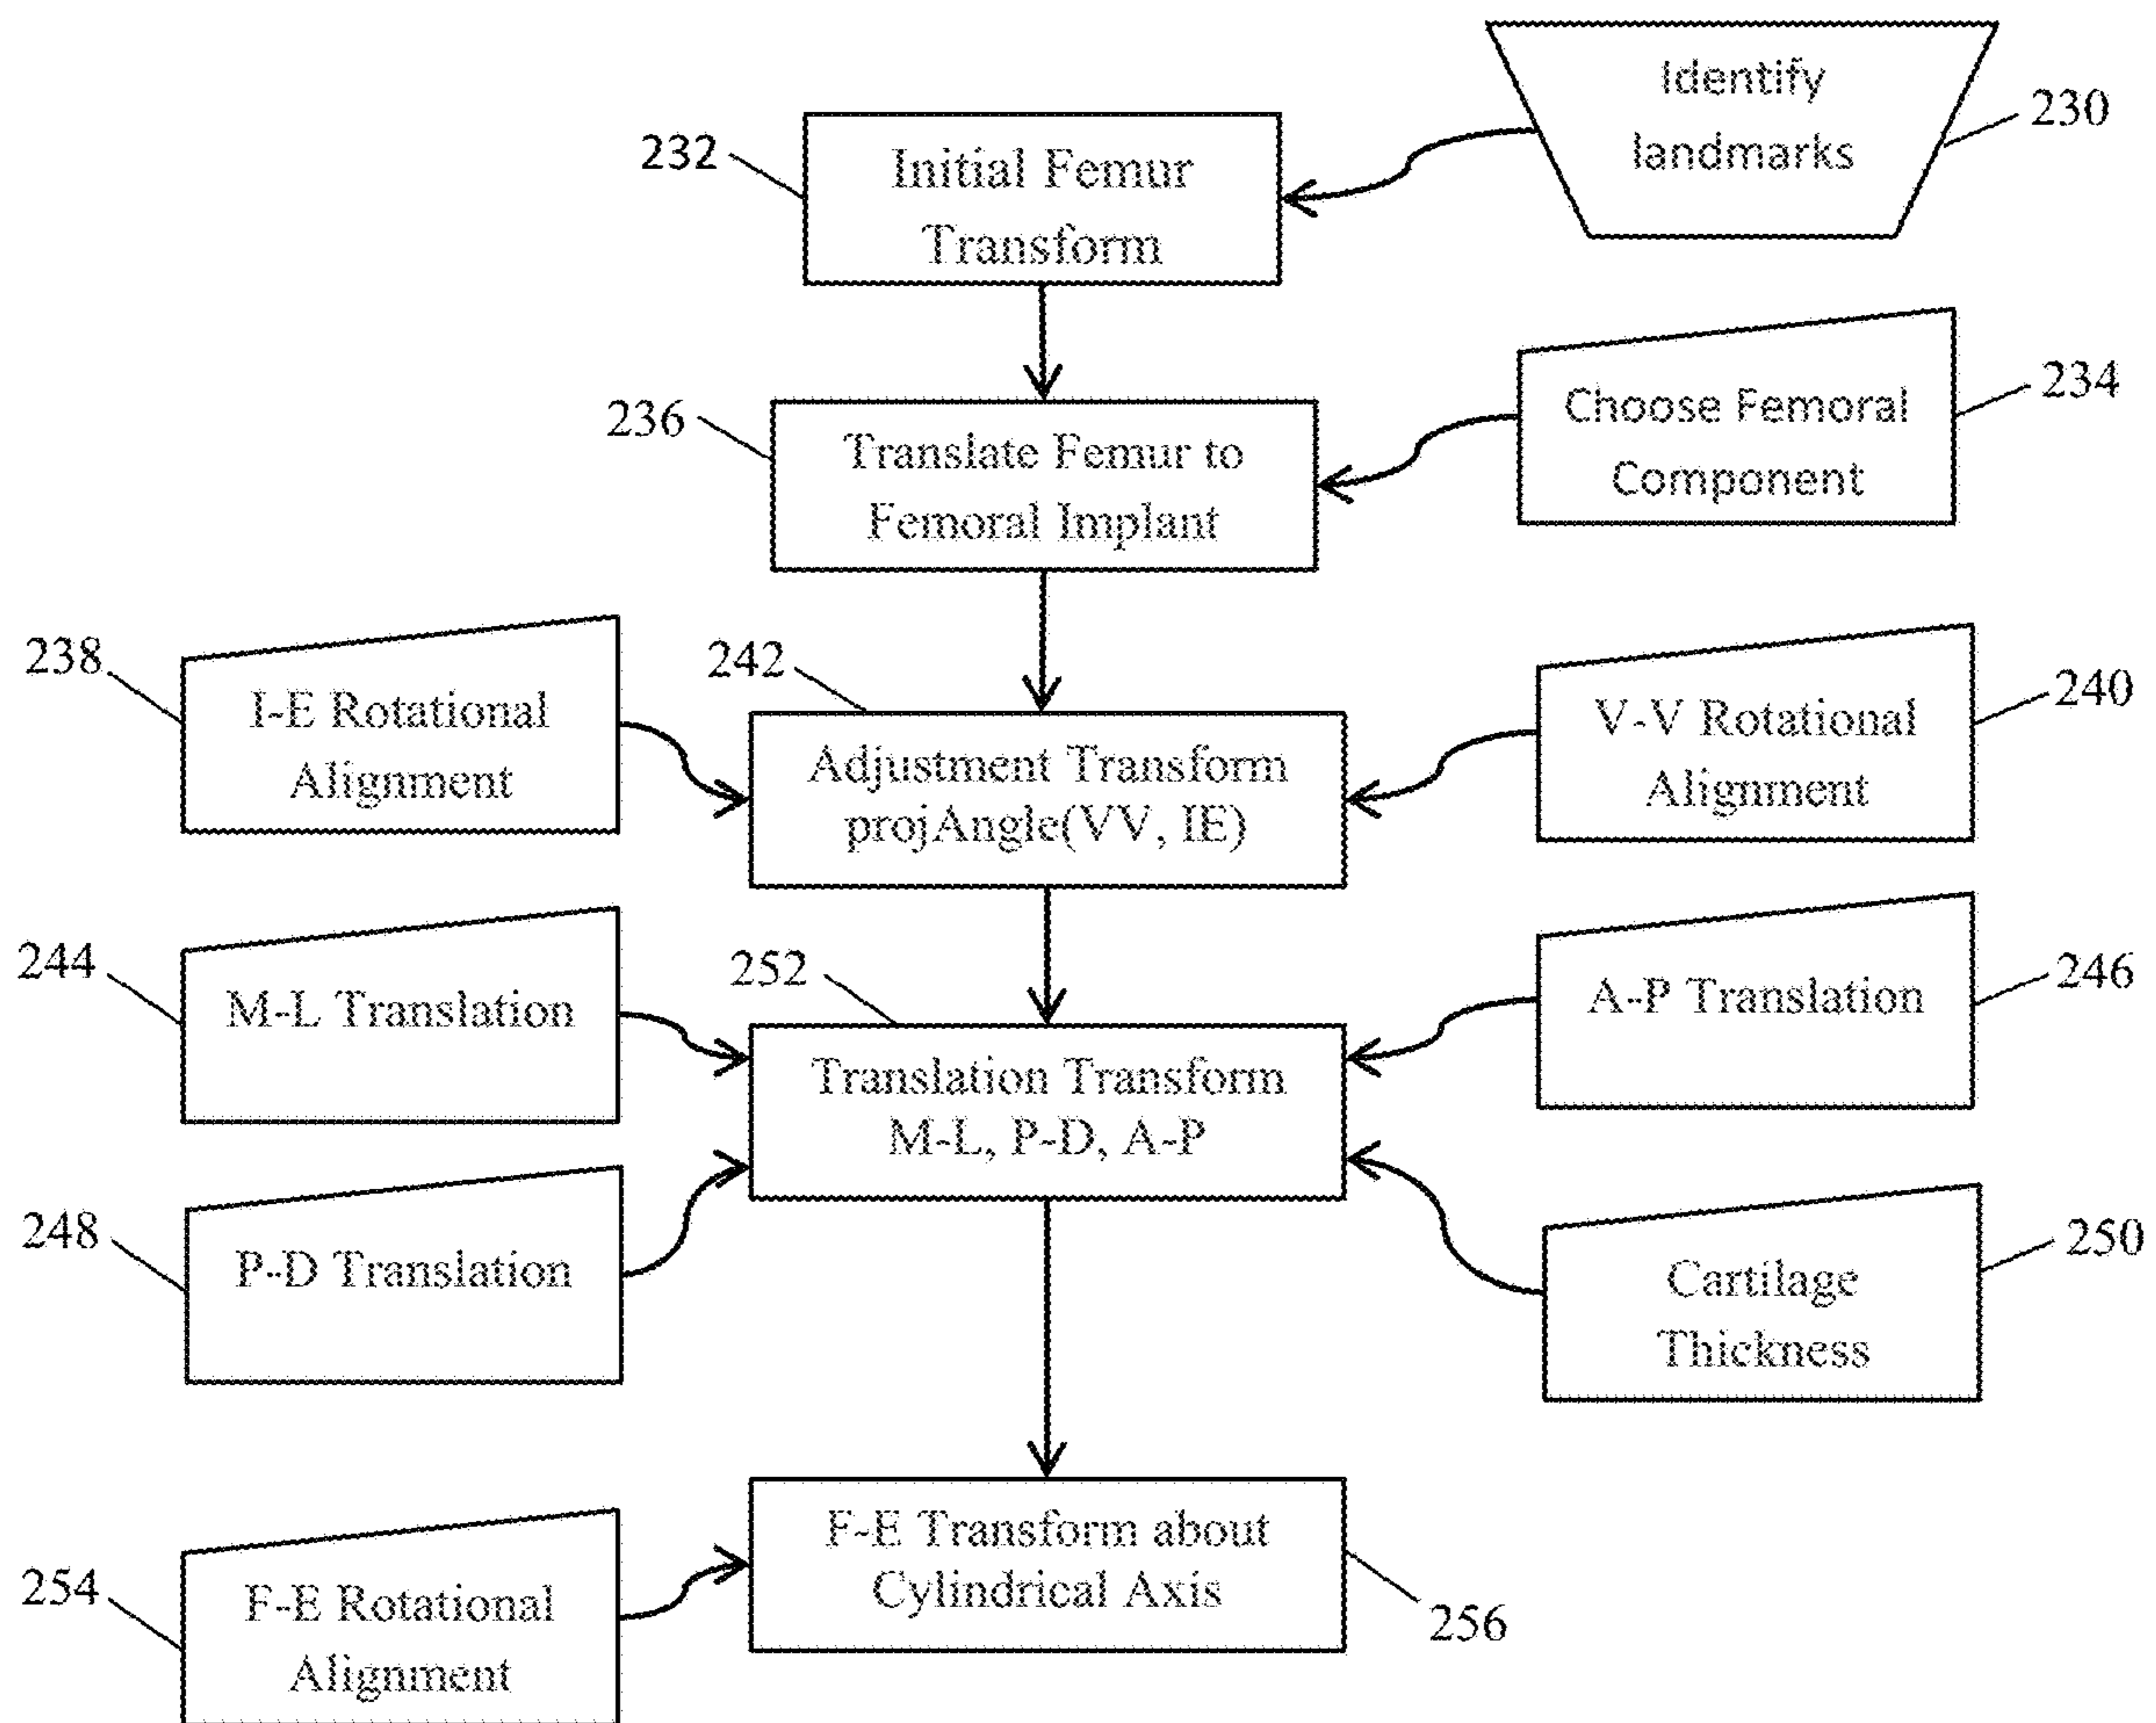 Identify
landmarks
230
232
Initial Femur
Transform
234
Choose Femoral
Component
236
Translate Femur to
Femoral Implant
238
I-E Rotational
Alignment
242
Adjustment Transform
projAngle(VV, IE)
240
V-V Rotational
Alignment
244
M-L Translation
252
Translation Transform
M-L, P-D, A-P
246
A-P Translation
248
P-D Translation
250
Cartilage
Thickness
254
F-E Rotational
Alignment
F-E Transform about
Cylindrical Axis
256